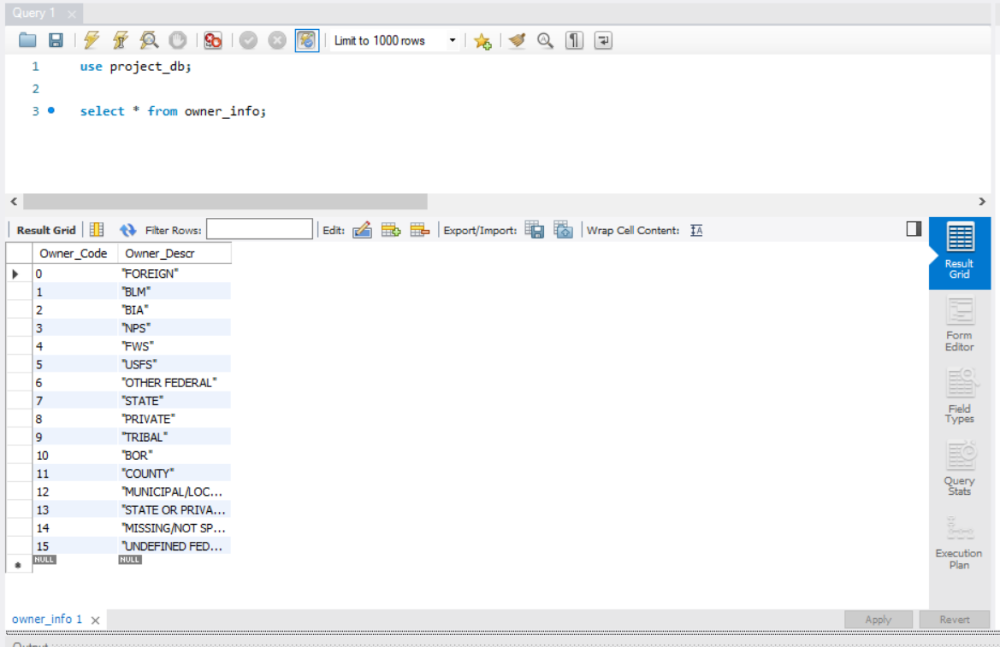 Query 1
Limit to 1000 rows
1 use project_db;
2
3 select * from owner_info;
Result Grid Filter Rows: Edit: Export/Import: Wrap Cell Content:
Owner_Code Owner_Descr
0 "FOREIGN"
1 "BLM"
2 "BIA"
3 "NPS"
4 "FWS"
5 "USFS"
6 "OTHER FEDERAL"
7 "STATE"
8 "PRIVATE"
9 "TRIBAL"
10 "BOR"
11 "COUNTY"
12 "MUNICIPAL/LOC...
13 "STATE OR PRIVA...
14 "MISSING/NOT SP...
15 "UNDEFINED FED...
NULL NULL
Result
Grid
Form
Editor
Field
Types
Query
Stats
Execution
Plan
owner_info 1
Apply Revert
Output